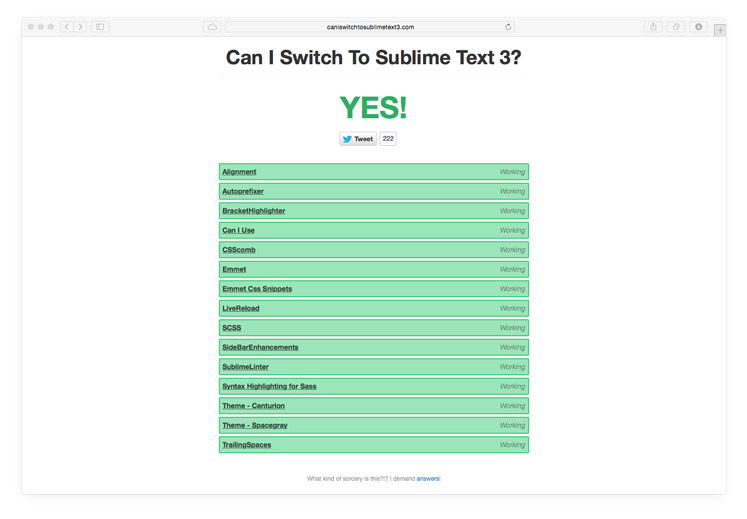 caniswitchtosublimetext3.com
Can I Switch To Sublime Text 3?
YES!
Tweet 222
Alignment Working
Autoprefixer Working
BracketHighlighter Working
Can I Use Working
CSScomb Working
Emmet Working
Emmet Css Snippets Working
LiveReload Working
SCSS Working
SideBarEnhancements Working
SublimeLinter Working
Syntax Highlighting for Sass Working
Theme - Centurion Working
Theme - Spacegray Working
TrailingSpaces Working
What kind of sorcery is this?!? I demand answers!